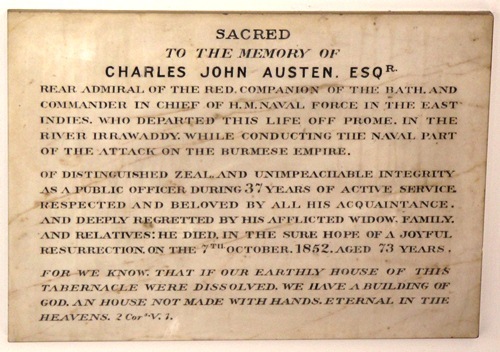 SACRED
TO THE MEMORY OF
CHARLES JOHN AUSTEN. ESQR.
REAR ADMIRAL OF THE RED, COMPANION OF THE BATH, AND
COMMANDER IN CHIEF OF H.M. NAVAL FORCE IN THE EAST
INDIES, WHO DEPARTED THIS LIFE OFF PROME, IN THE
RIVER IRRAWADDY, WHILE CONDUCTING THE NAVAL PART
OF THE ATTACK ON THE BURMESE EMPIRE.
OF DISTINGUISHED ZEAL, AND UNIMPEACHABLE INTEGRITY
AS A PUBLIC OFFICER DURING 37 YEARS OF ACTIVE SERVICE,
RESPECTED AND BELOVED BY ALL HIS ACQUAINTANCE,
AND DEEPLY REGRETTED BY HIS AFFLICTED WIDOW, FAMILY,
AND RELATIVES: HE DIED, IN THE SURE HOPE OF A JOYFUL
RESURRECTION, ON THE 7TH OCTOBER, 1852, AGED 73 YEARS.
FOR WE KNOW, THAT IF OUR EARTHLY HOUSE OF THIS
TABERNACLE WERE DISSOLVED, WE HAVE A BUILDING OF
GOD, AN HOUSE NOT MADE WITH HANDS, ETERNAL IN THE
HEAVENS. 2 Cor.ns V. 1.